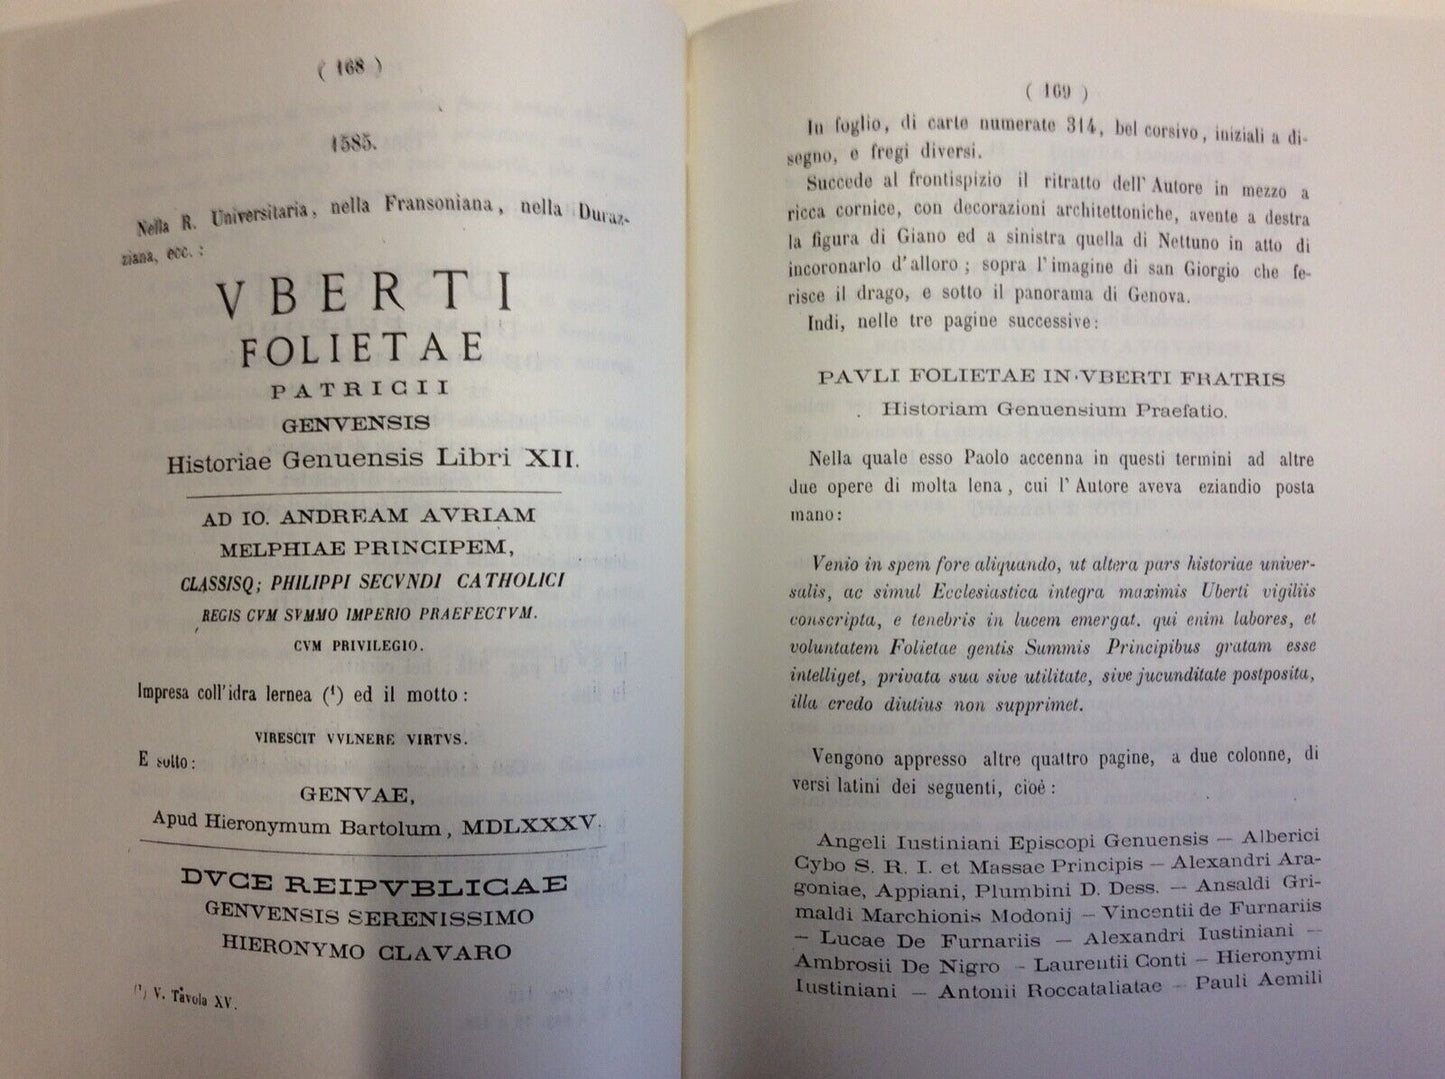 ( 168 )
1585.
Nella R. Universitaria, nella Fransoniana, nella Duraz-
ziana, ecc. :
VBERTI
FOLIETAE
PATRICII
GENVENSIS
Historiae Genuensis Libri XII.
AD IO. ANDREAM AVRIAM
MELPHIAE PRINCIPEM,
CLASSISQ; PHILIPPI SECVNDI CATHOLICI
REGIS CVM SVMMO IMPERIO PRAEFECTVM.
CVM PRIVILEGIO.
Impresa coll'idra lernea (¹) ed il motto :
VIRESCIT VVLNERE VIRTVS.
E sotto :
GENVAE,
Apud Hieronymum Bartolum, MDLXXXV.
DVCE REIPVBLICAE
GENVENSIS SERENISSIMO
HIERONYMO CLAVARO
(¹) V. Tavola XV.
( 169 )
In foglio, di carte numerate 314, bel corsivo, iniziali a di-
segno, e fregi diversi.
Succede al frontispizio il ritratto dell'Autore in mezzo a
ricca cornice, con decorazioni architettoniche, avente a destra
la figura di Giano ed a sinistra quella di Nettuno in atto di
incoronarlo d'alloro ; sopra l'imagine di san Giorgio che fe-
risce il drago, e sotto il panorama di Genova.
Indi, nelle tre pagine successive :
PAVLI FOLIETAE IN·VBERTI FRATRIS
Historiam Genuensium Praefatio.
Nella quale esso Paolo accenna in questi termini ad altre
due opere di molta lena, cui l'Autore aveva eziandio posta
mano :
Venio in spem fore aliquando, ut altera pars historiae univer-
salis, ac simul Ecclesiastica integra maximis Uberti vigiliis
conscripta, e tenebris in lucem emergat. qui enim labores, et
voluntatem Folietae gentis Summis Principibus gratam esse
intelliget, privata sua sive utilitate, sive jucunditate postposita,
illa credo diutius non supprimet.
Vengono appresso altre quattro pagine, a due colonne, di
versi latini dei seguenti, cioè :
Angeli Iustiniani Episcopi Genuensis — Alberici
Cybo S. R. I. et Massae Principis — Alexandri Ara-
goniae, Appiani, Plumbini D. Dess. — Ansaldi Gri-
maldi Marchionis Modonij — Vincentii de Furnariis
— Lucae De Furnariis — Alexandri Iustiniani —
Ambrosii De Nigro — Laurentii Conti — Hieronymi
Iustiniani — Antonii Roccataliatae — Pauli Aemili